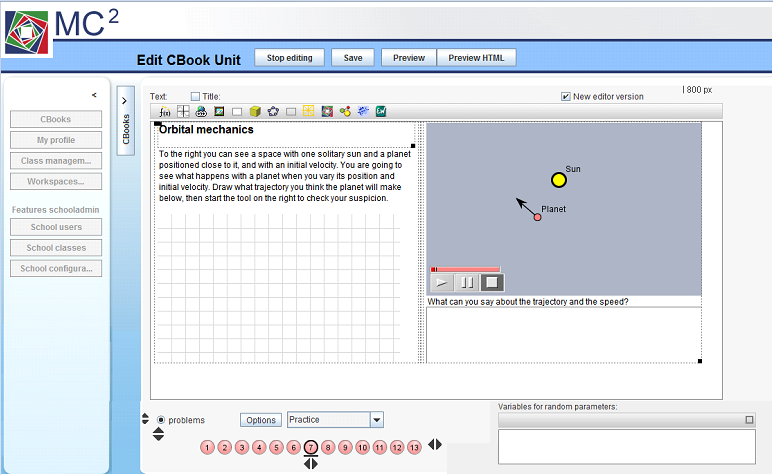 MC2
Edit CBook Unit
Stop editing
Save
Preview
Preview HTML
<
CBooks
My profile
Class managem...
Workspaces...
Features schooladmin
School users
School classes
School configura...
>
CBooks
Text:
Title:
New editor version
800 px
f(x)
Orbital mechanics
To the right you can see a space with one solitary sun and a planet
positioned close to it, and with an initial velocity. You are going to
see what happens with a planet when you vary its position and
initial velocity. Draw what trajectory you think the planet will make
below, then start the tool on the right to check your suspicion.
Sun
Planet
What can you say about the trajectory and the speed?
problems
Options
Practice
1 2 3 4 5 6 7 8 9 10 11 12 13
Variables for random parameters: